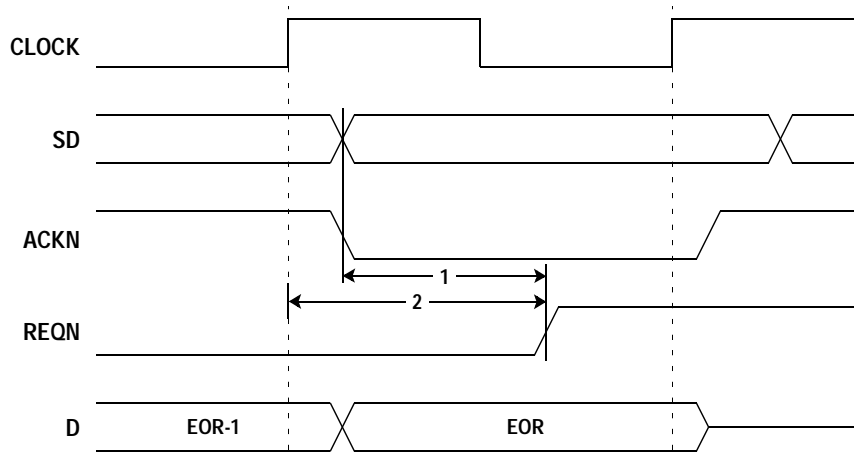 CLOCK
SD
ACKN
1
2
REQN
D
EOR-1
EOR